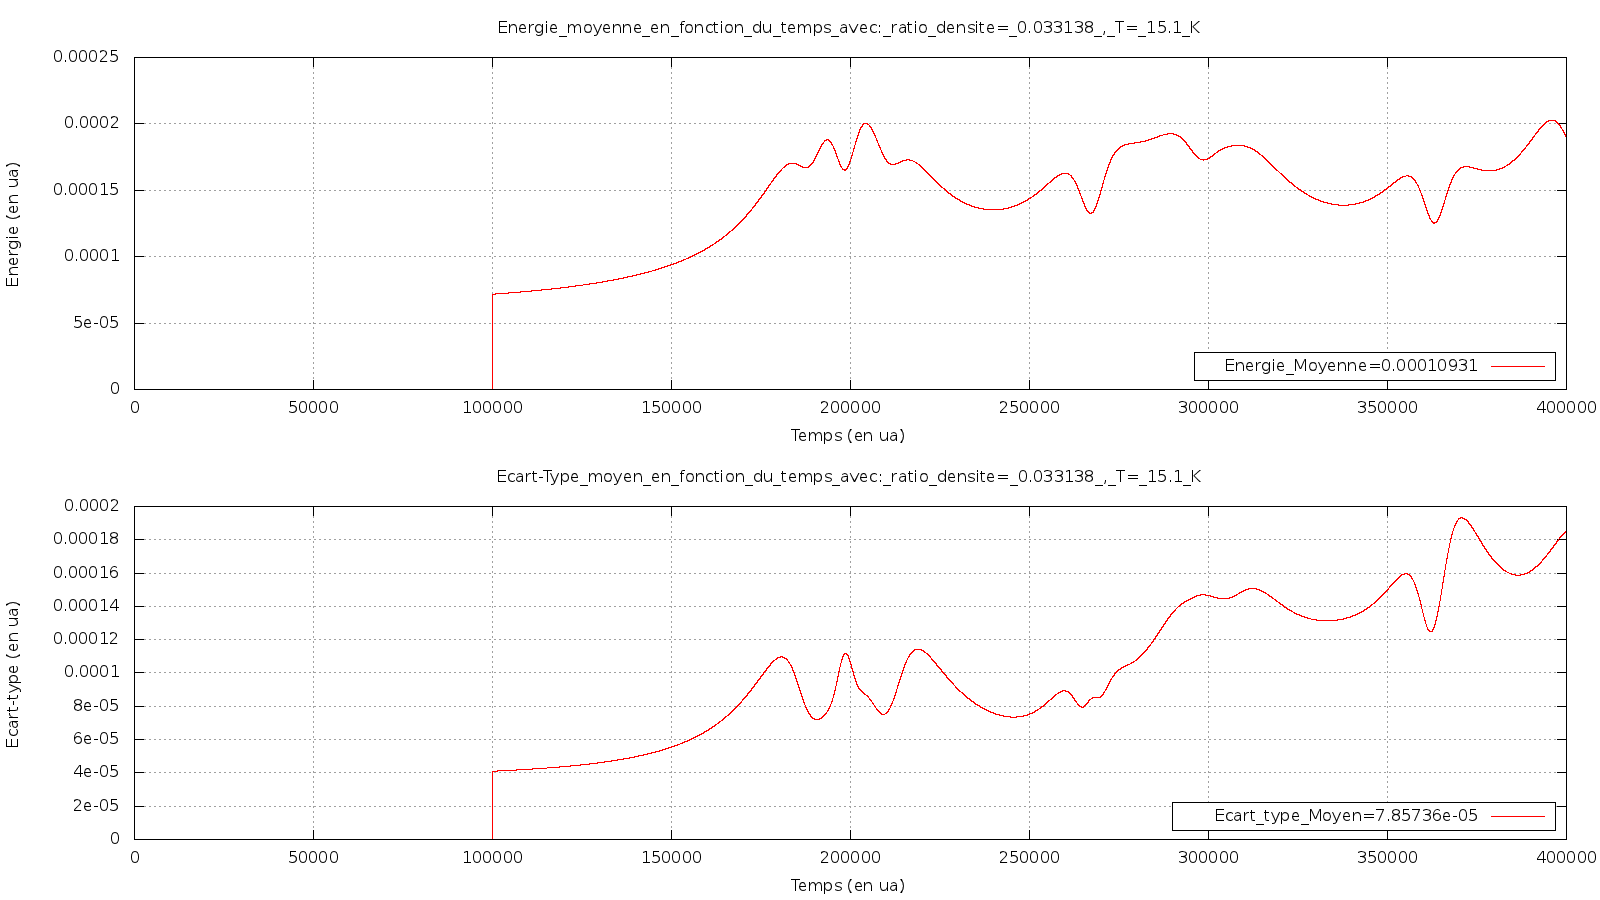 Energie_moyenne_en_fonction_du_temps_avec:_ratio_densite=_0.033138_,_T=_15.1_K
0.00025
0.0002
0.00015
0.0001
5e-05
0
Energie (en ua)
Energie_Moyenne=0.00010931
0 50000 100000 150000 200000 250000 300000 350000 400000
Temps (en ua)
Ecart-Type_moyen_en_fonction_du_temps_avec:_ratio_densite=_0.033138_,_T=_15.1_K
0.0002
0.00018
0.00016
0.00014
0.00012
0.0001
8e-05
6e-05
4e-05
2e-05
0
Ecart-type (en ua)
Ecart_type_Moyen=7.85736e-05
0 50000 100000 150000 200000 250000 300000 350000 400000
Temps (en ua)